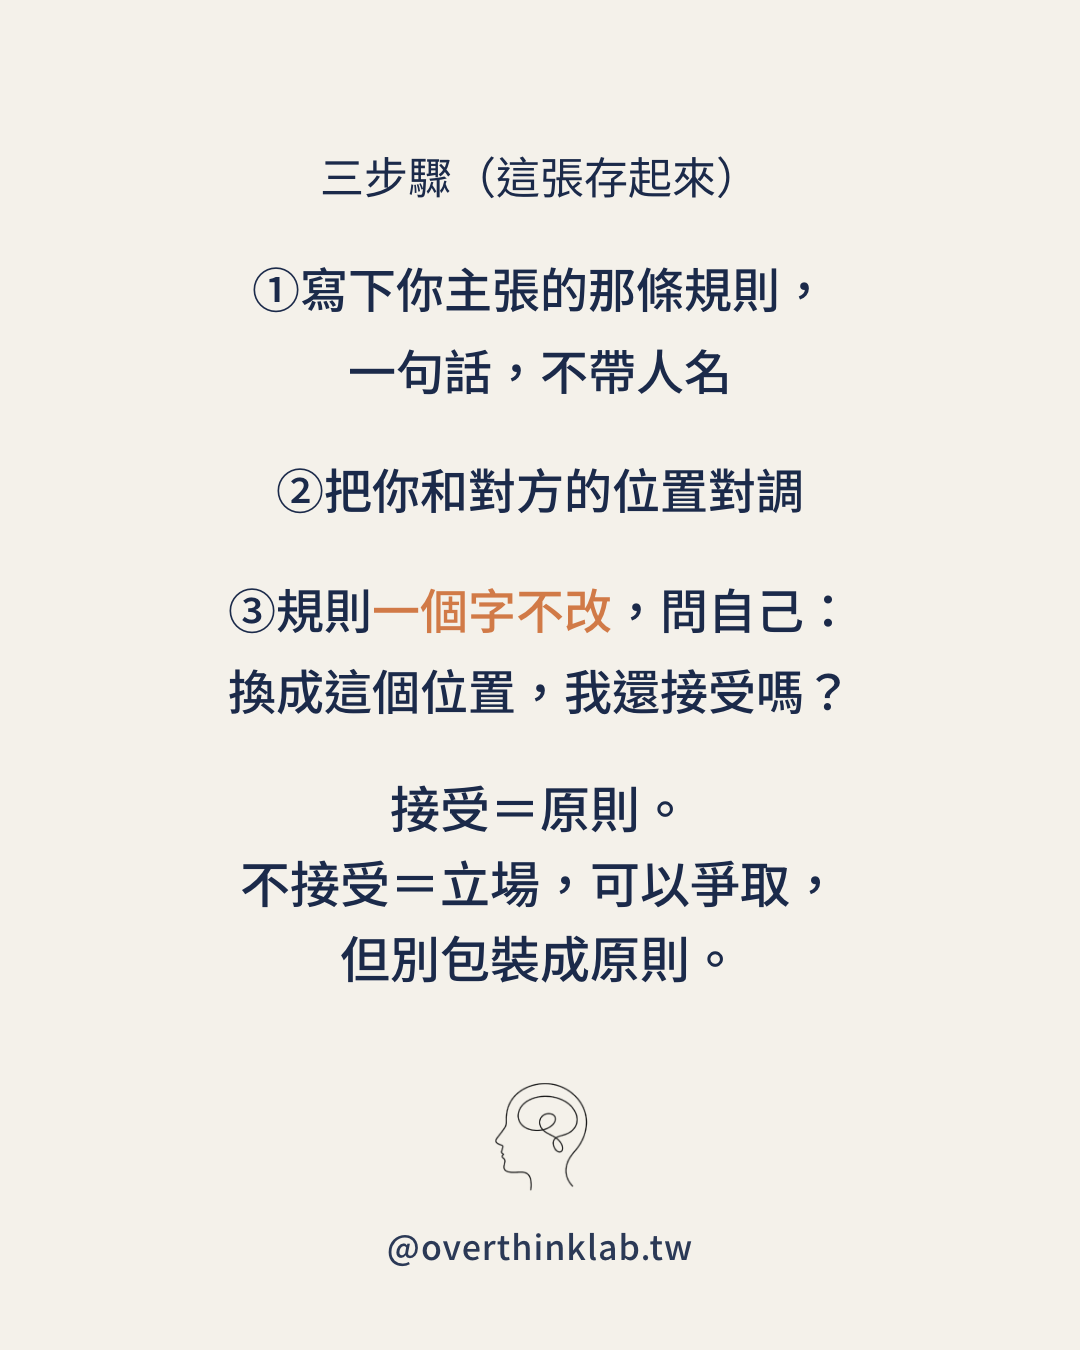 三步驟（這張存起來）
①寫下你主張的那條規則，
一句話，不帶人名
②把你和對方的位置對調
③規則一個字不改，問自己：
換成這個位置，我還接受嗎？
接受＝原則。
不接受＝立場，可以爭取，
但別包裝成原則。
@overthinklab.tw